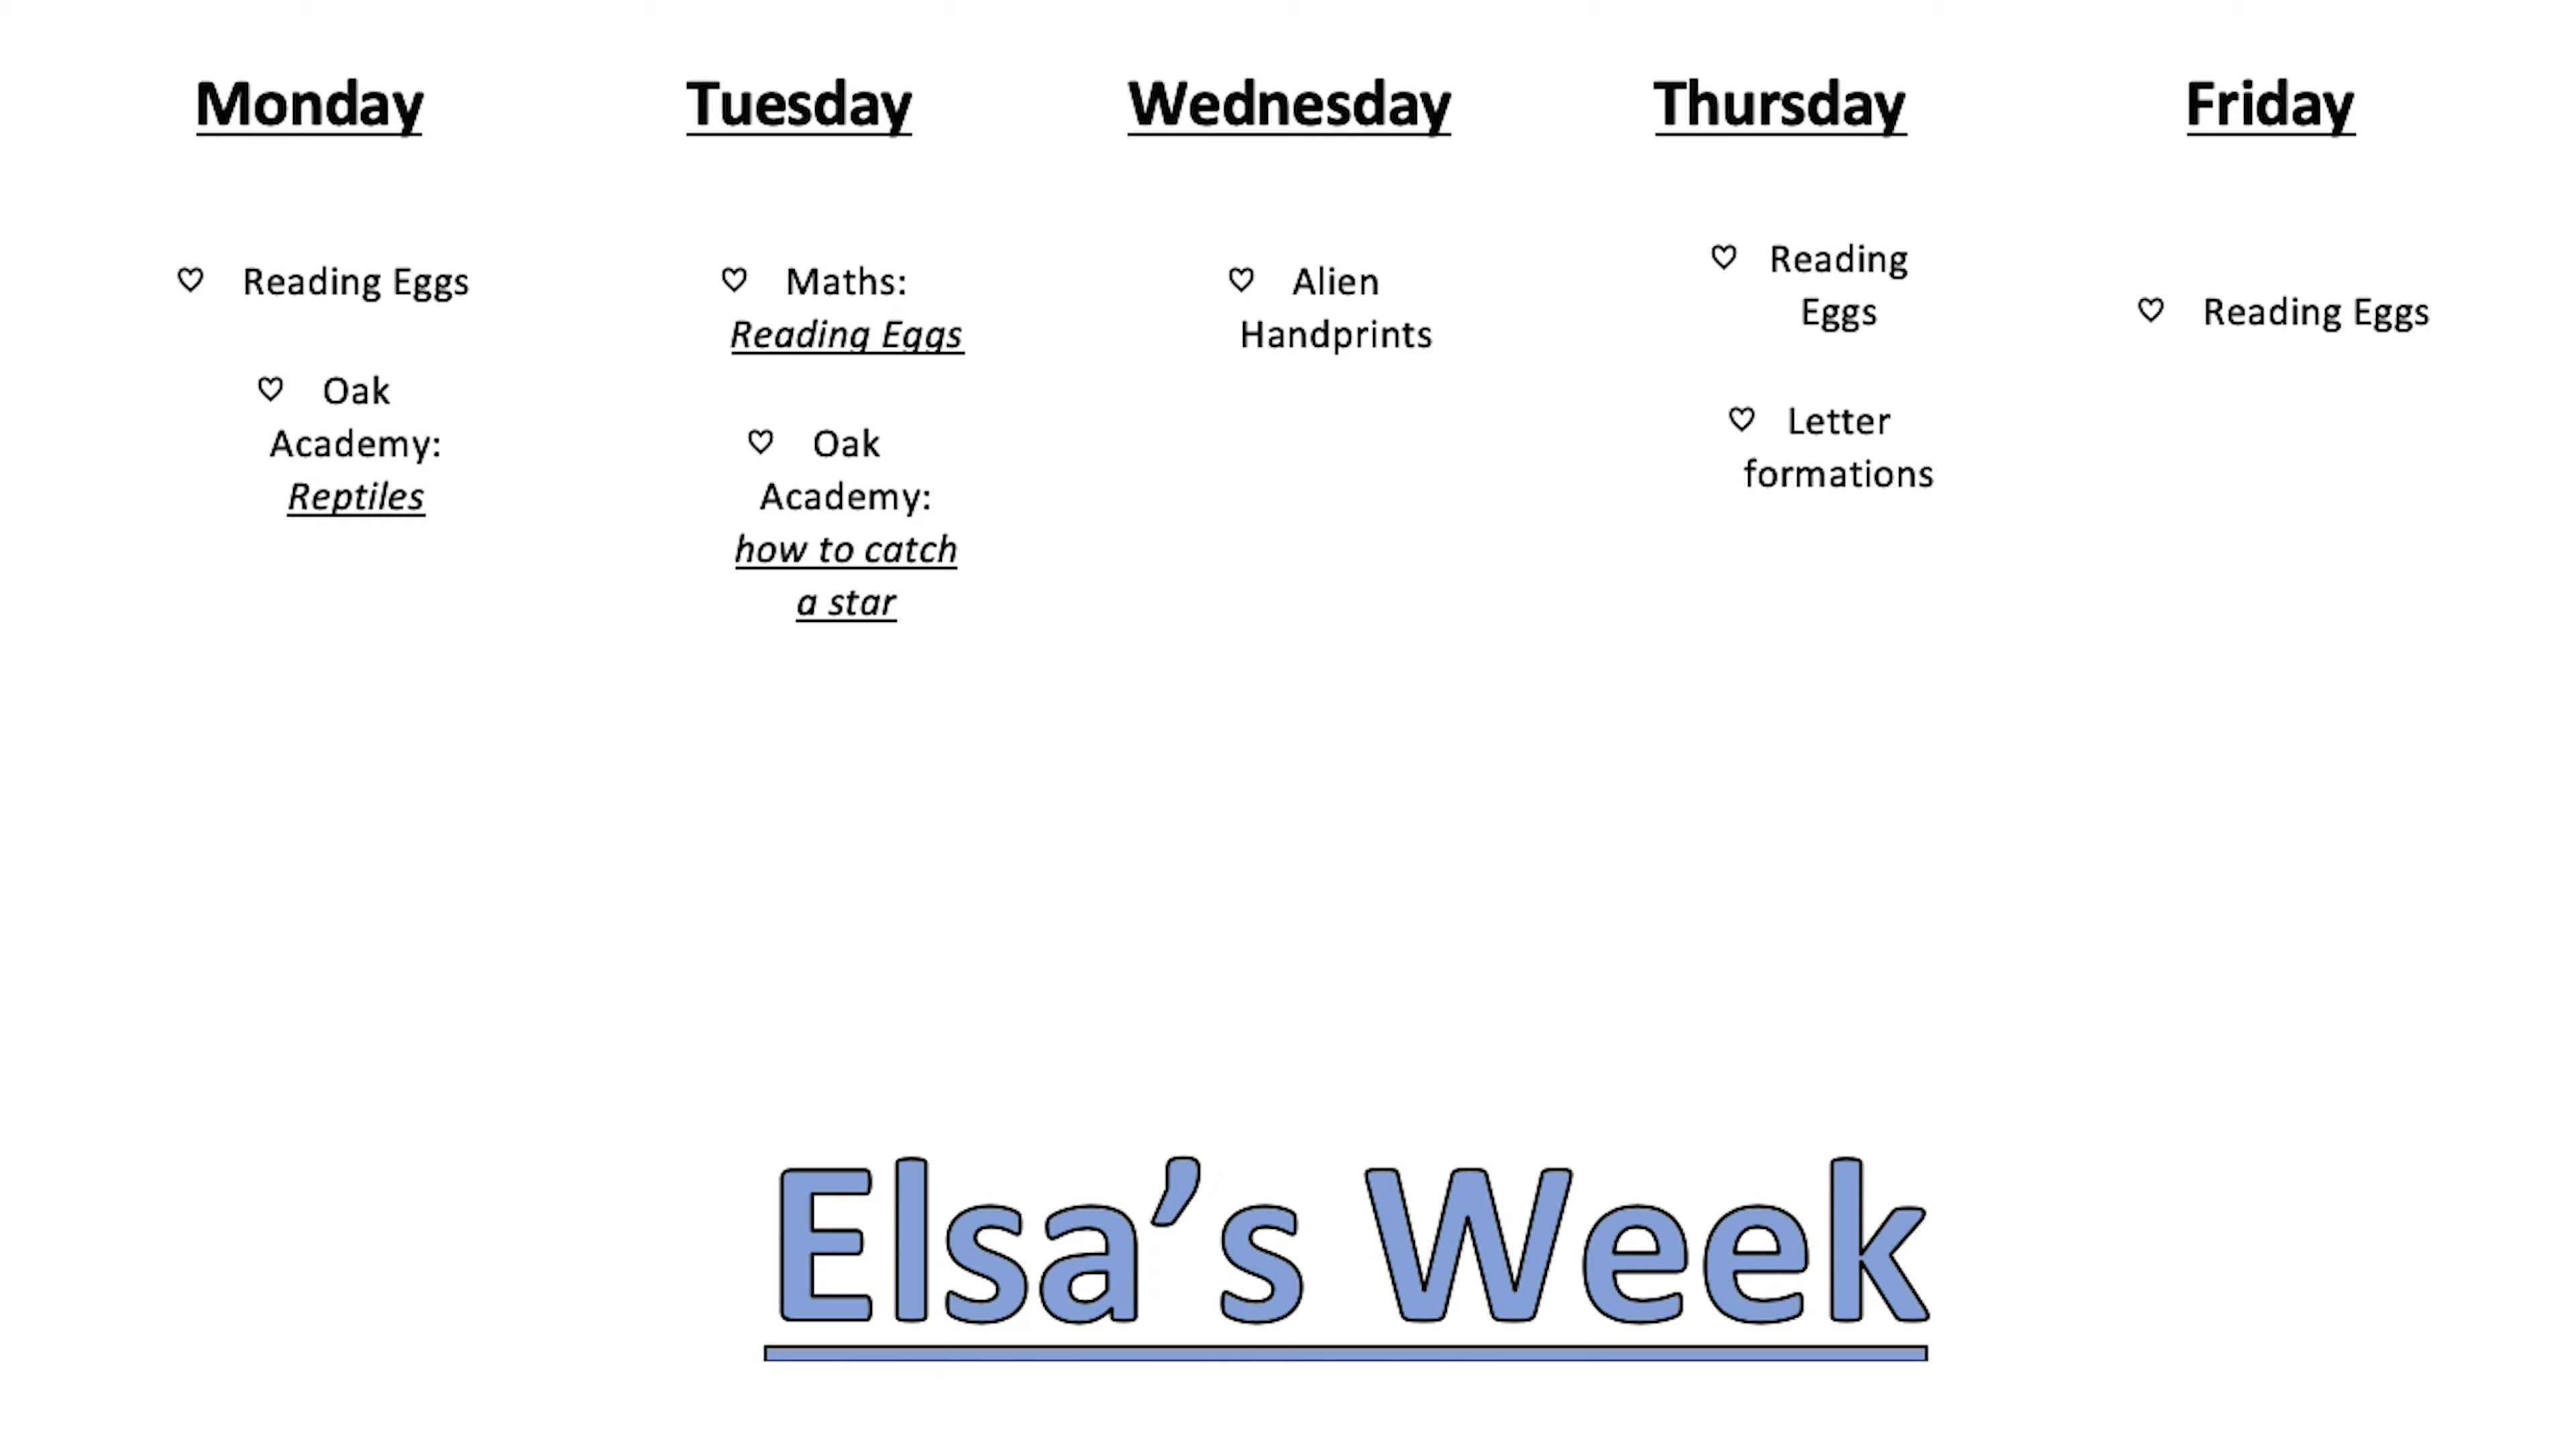 Monday
♡ Reading Eggs
♡ Oak
Academy:
Reptiles
Tuesday
♡ Maths:
Reading Eggs
♡ Oak
Academy:
how to catch
a star
Wednesday
♡ Alien
Handprints
Thursday
♡ Reading
Eggs
♡ Letter
formations
Friday
♡ Reading Eggs
Elsa’s Week